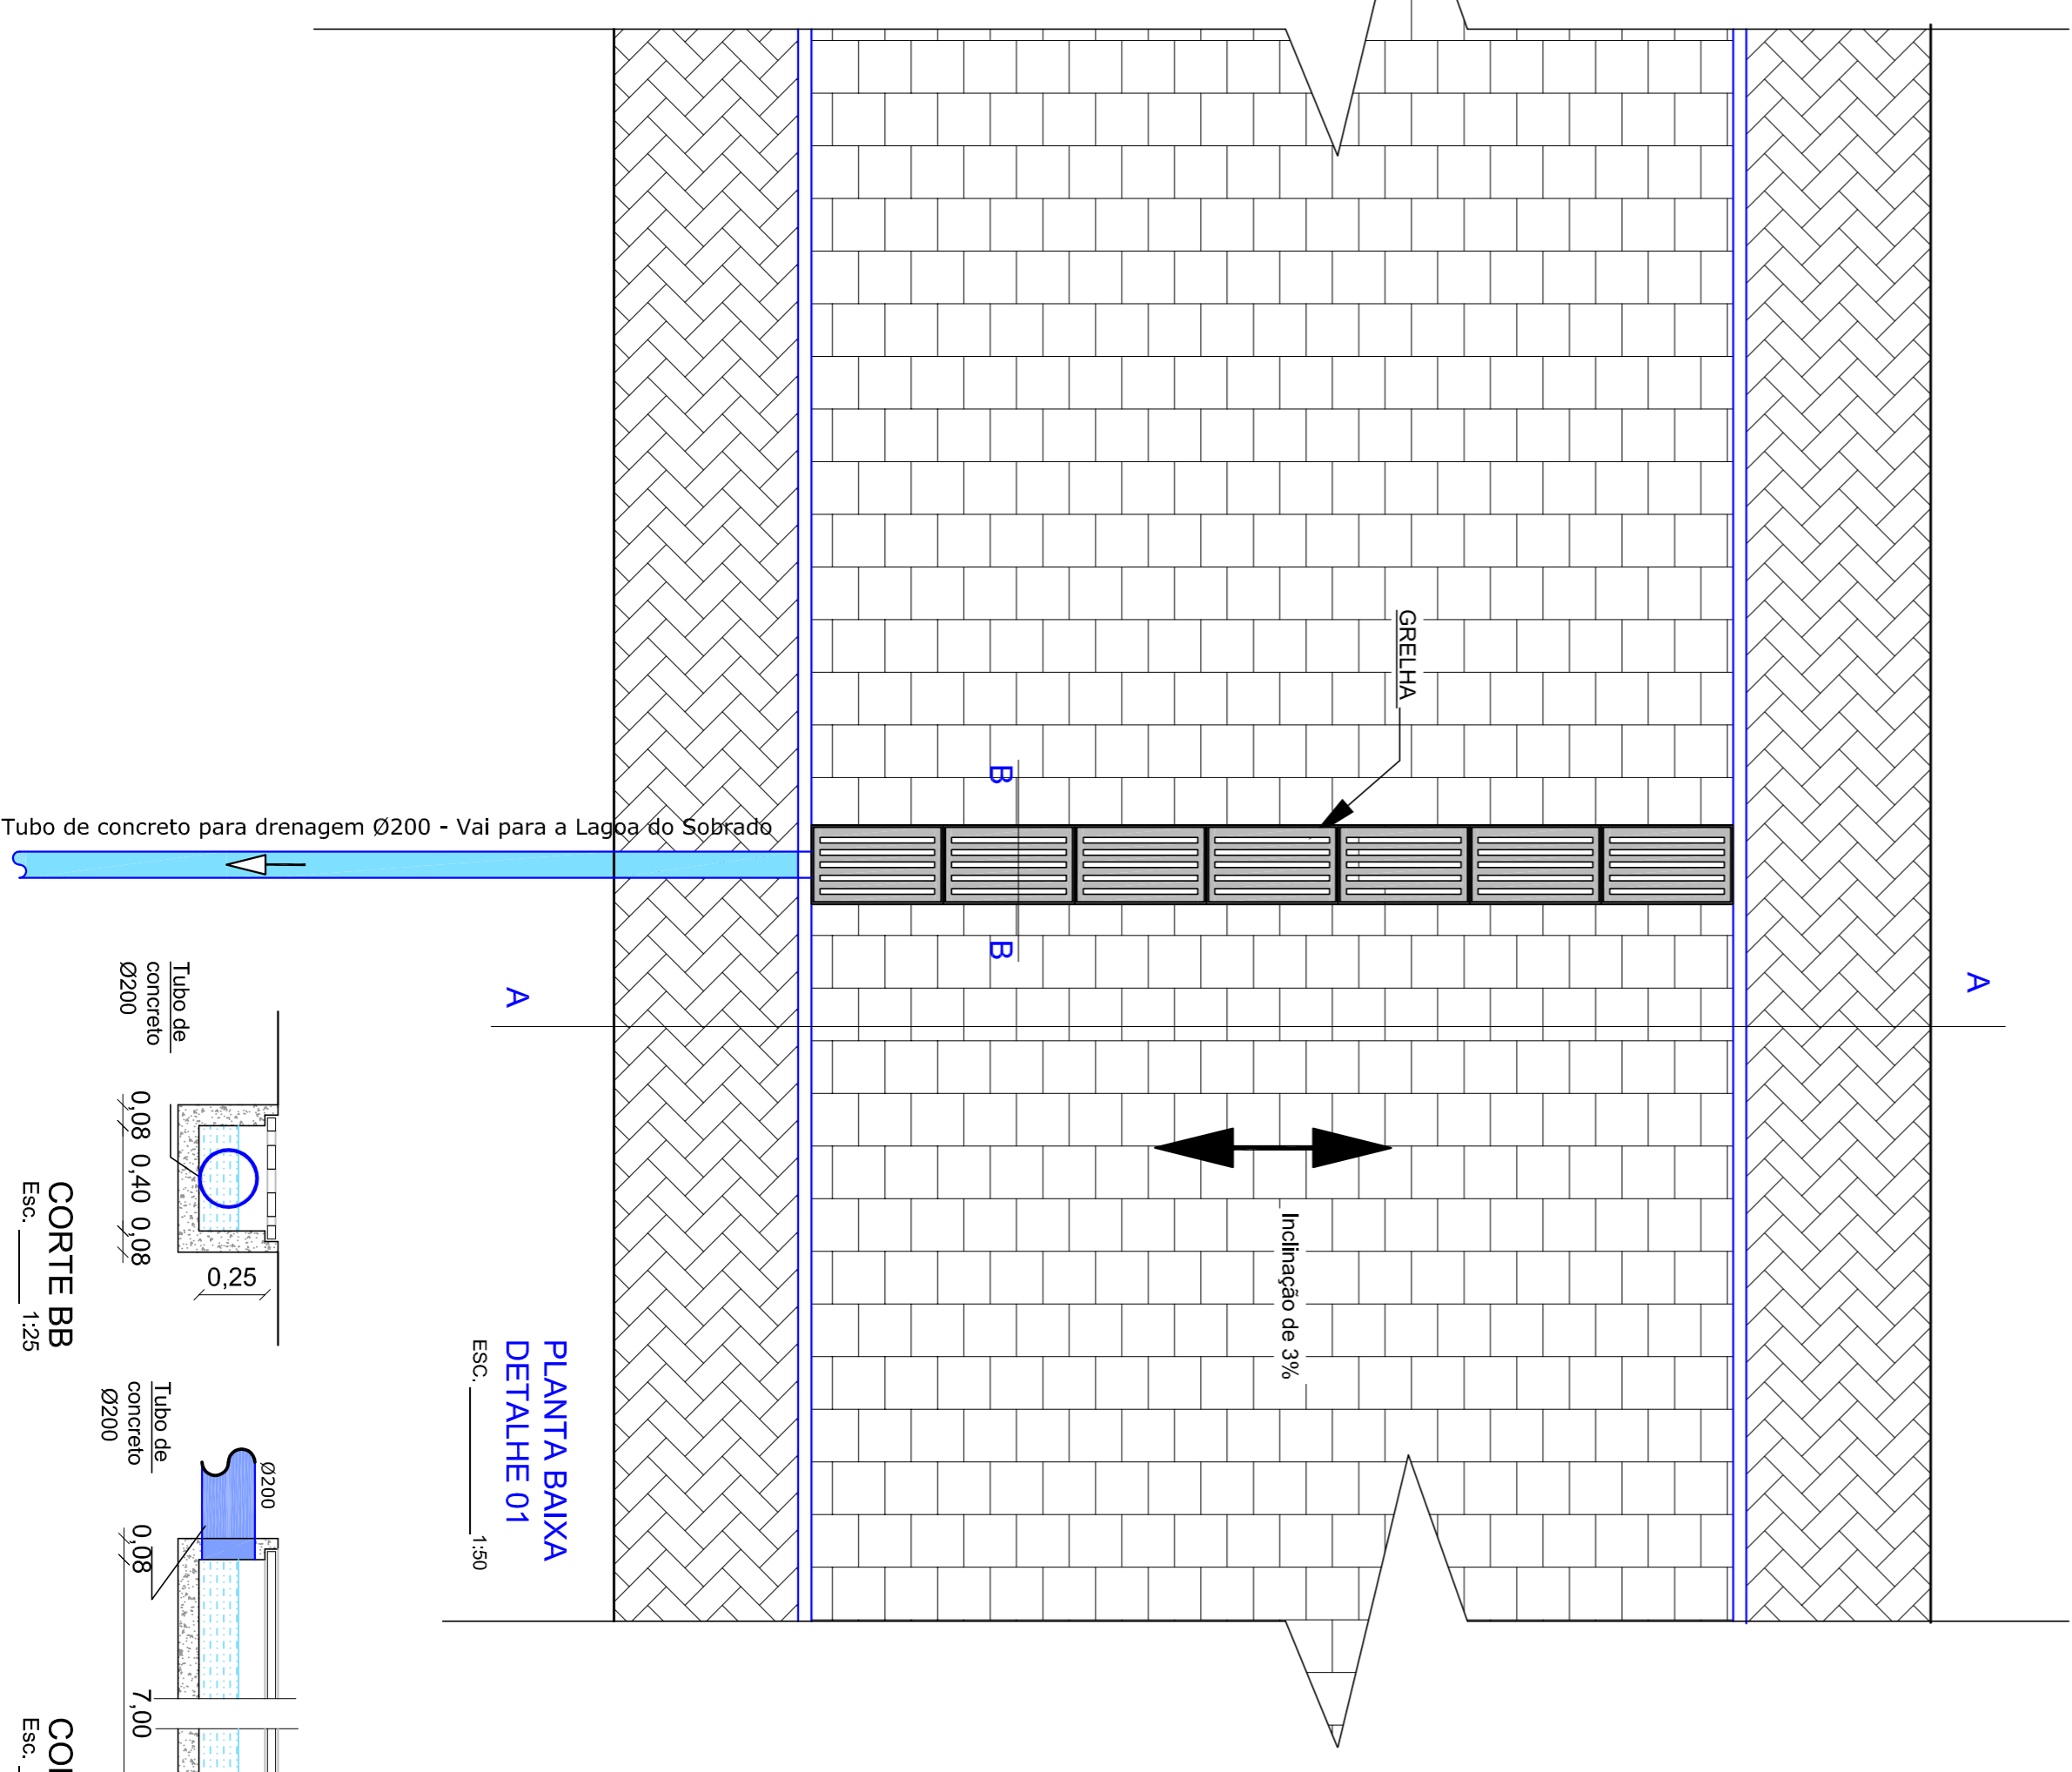 GRELHA
B
B
Tubo de concreto para drenagem Ø200 - Vai para a Lagoa do Sobrado
A
A
Inclinação de 3%
PLANTA BAIXA
DETALHE 01
ESC. 1:50
Tubo de
concreto
Ø200
0,08 0,40 0,08
0,25
CORTE BB
Esc. 1:25
Tubo de
concreto
Ø200
Ø200
0,08
7,00
Esc.